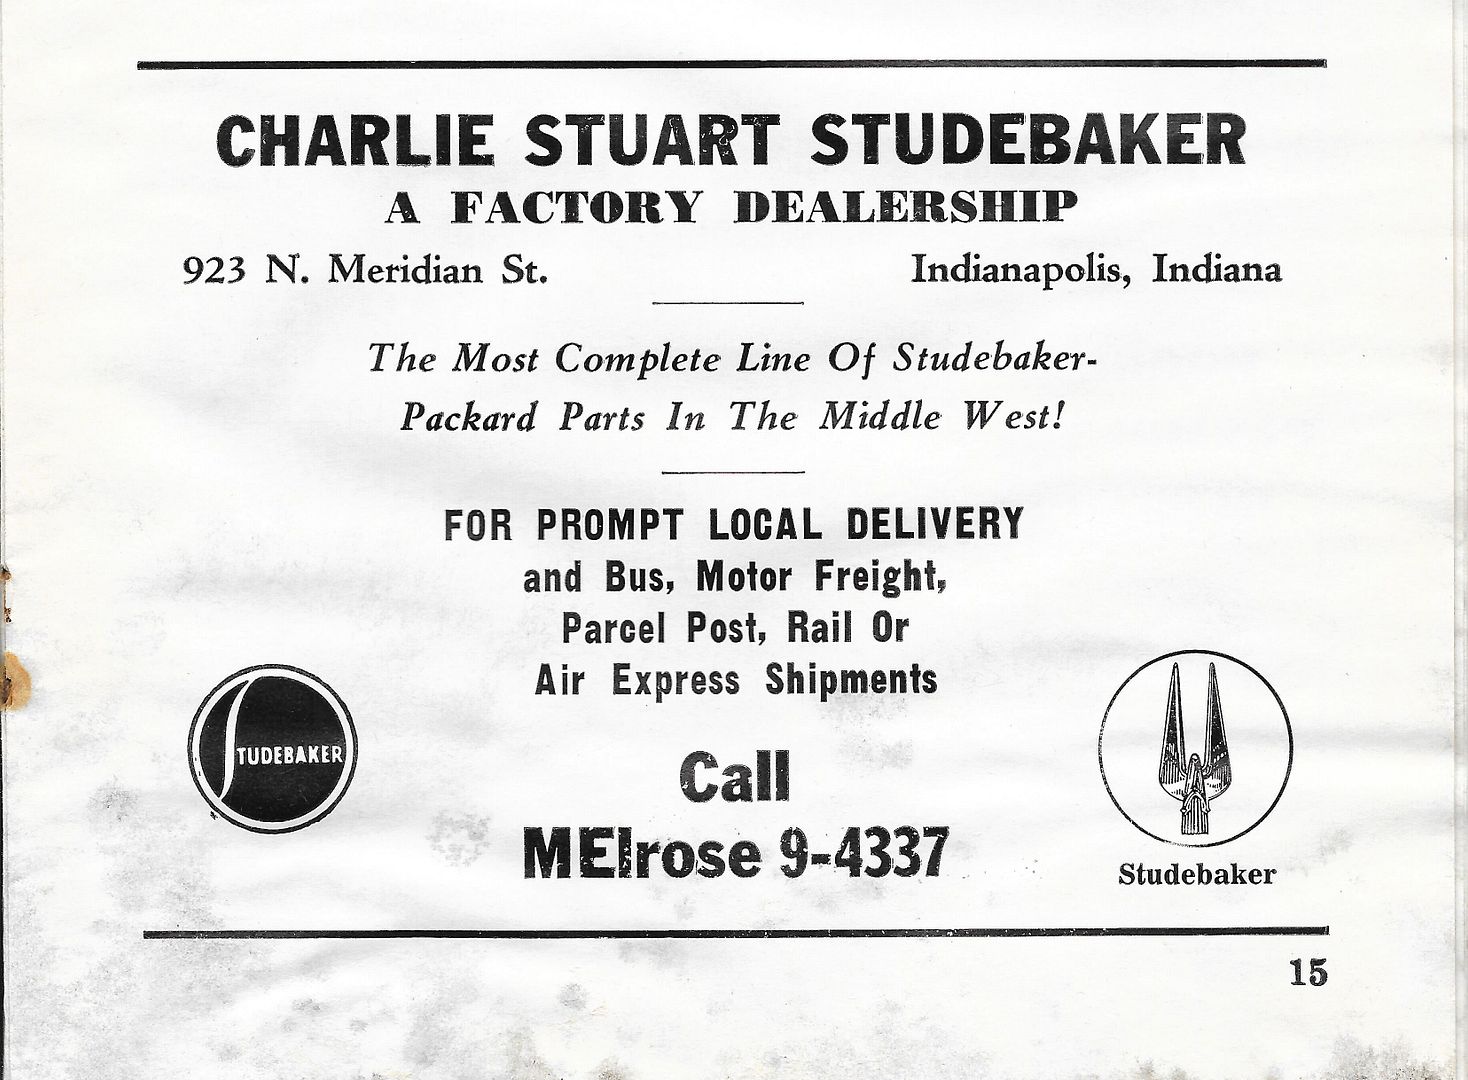 CHARLIE STUART STUDEBAKER
A FACTORY DEALERSHIP
923 N. Meridian St. Indianapolis, Indiana
The Most Complete Line Of Studebaker-
Packard Parts In The Middle West!
FOR PROMPT LOCAL DELIVERY
and Bus, Motor Freight,
Parcel Post, Rail Or
Air Express Shipments
STUDEBAKER
Call
MElrose 9-4337
Studebaker
15